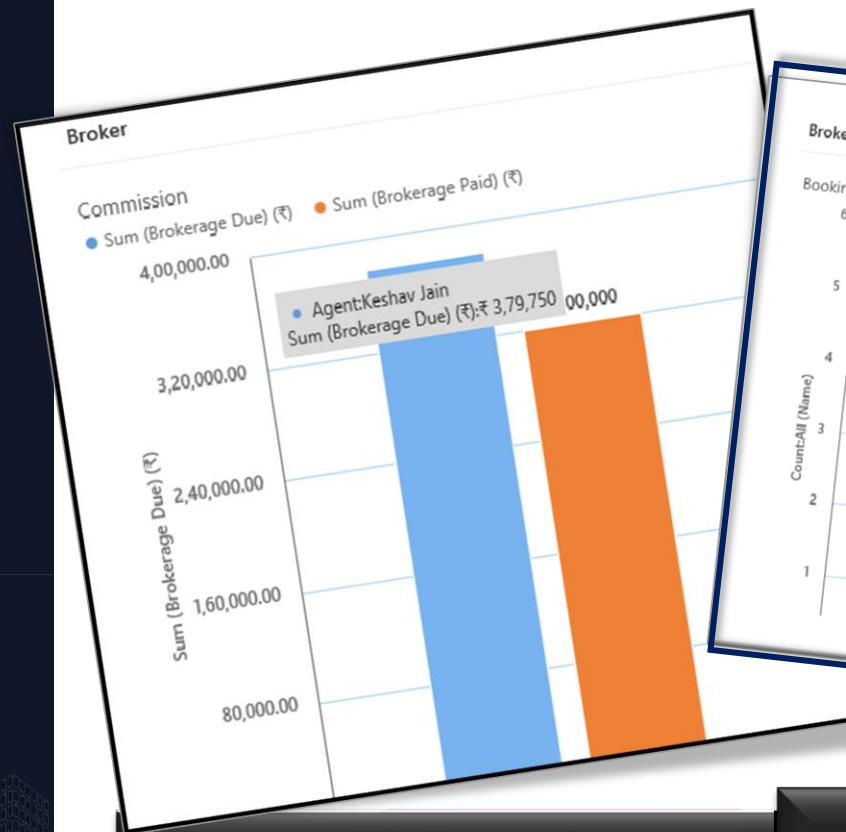 Broker
Commission
Sum (Brokerage Due) (₹)
Sum (Brokerage Paid) (₹)
4,00,000.00
3,20,000.00
2,40,000.00
1,60,000.00
80,000.00
Sum (Brokerage Due) (₹)
Agent:Keshav Jain
Sum (Brokerage Due) (₹):₹ 3,79,750
00,000
Broke
Bookin
6
5
4
3
2
1
Count:All (Name)